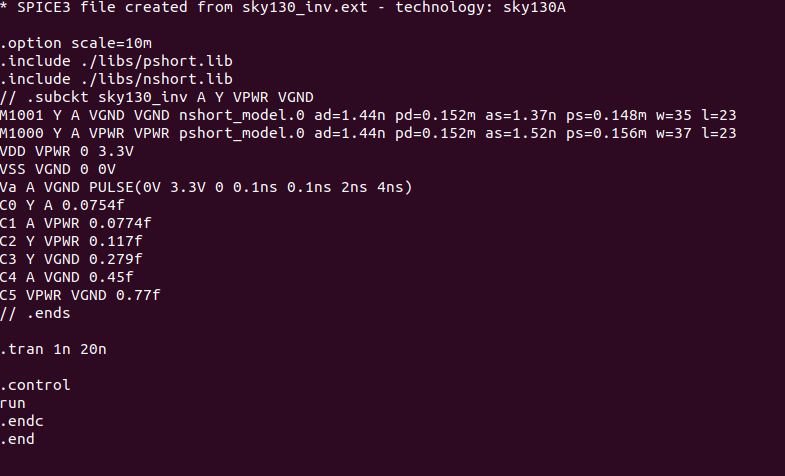 * SPICE3 file created from sky130_inv.ext - technology: sky130A
.option scale=10m
.include ./libs/pshort.lib
.include ./libs/nshort.lib
// .subckt sky130_inv A Y VPWR VGND
M1001 Y A VGND VGND nshort_model.0 ad=1.44n pd=0.152m as=1.37n ps=0.148m w=35 l=23
M1000 Y A VPWR VPWR pshort_model.0 ad=1.44n pd=0.152m as=1.52n ps=0.156m w=37 l=23
VDD VPWR 0 3.3V
VSS VGND 0 0V
Va A VGND PULSE(0V 3.3V 0 0.1ns 0.1ns 2ns 4ns)
C0 Y A 0.0754f
C1 A VPWR 0.0774f
C2 Y VPWR 0.117f
C3 Y VGND 0.279f
C4 A VGND 0.45f
C5 VPWR VGND 0.77f
// .ends
.tran 1n 20n
.control
run
.endc
.end